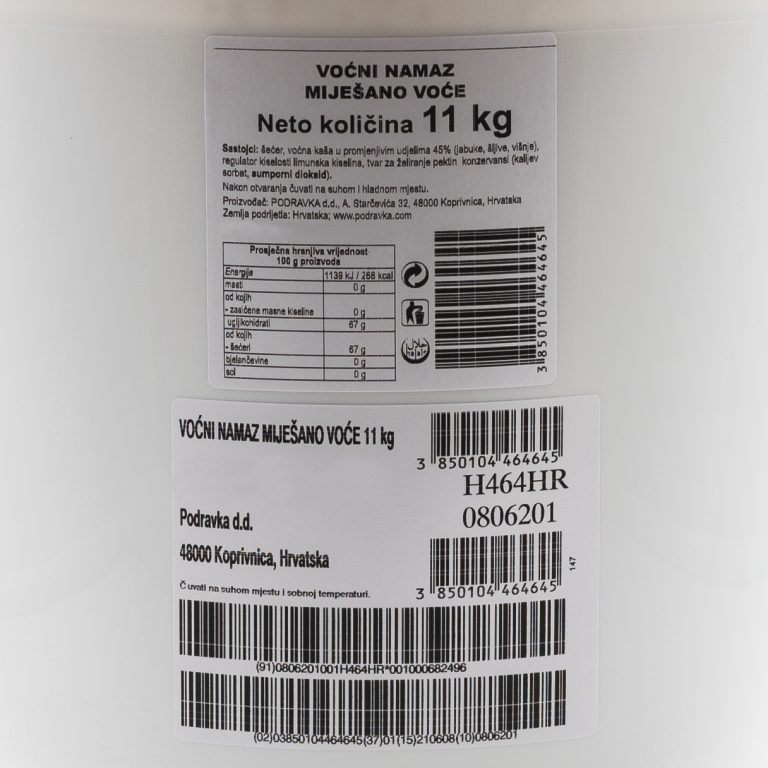 VOĆNI NAMAZ
MIJEŠANO VOĆE
Neto količina 11 kg
Sastojci: šećer, voćna kaša u promjenjivim udjelima 45% (jabuke, šljive, višnje),
regulator kiselosti limunska kiselina, tvar za želiranje pektin, konzervansi (kalijev
sorbat, sumporni dioksid).
Nakon otvaranja čuvati na suhom i hladnom mjestu.
Proizvođač: PODRAVKA d.d., A. Starčevića 32, 48000 Koprivnica, Hrvatska
Zemlja podrijetla: Hrvatska; www.podravka.com
Prosječna hranjiva vrijednost
100 g proizvoda
Energija 1139 kJ / 268 kcal
masti 0 g
od kojih
- zasićene masne kiseline 0 g
ugljikohidrati 67 g
od kojih
- šećeri 67 g
bjelančevine 0 g
sol 0 g
3 850104 464645
VOĆNI NAMAZ MIJEŠANO VOĆE 11 kg
3 850104 464645
H464HR
0806201
Podravka d.d.
48000 Koprivnica, Hrvatska
Č uvati na suhom mjestu i sobnoj temperaturi.
3 850104 464645
147
(91)0806201001H464HR*001000682496
(02)03850104464645(37)01(15)210608(10)0806201